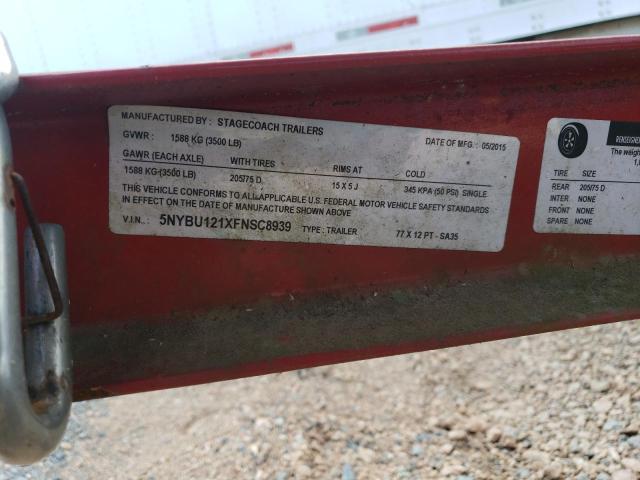 MANUFACTURED BY : STAGECOACH TRAILERS
GVWR : 1588 KG (3500 LB) DATE OF MFG. : 05/2015
GAWR (EACH AXLE) WITH TIRES RIMS AT COLD
1588 KG-(3500 LB) 205/75 D 15 X 5 J 345 KPA (50 PSI) SINGLE
THIS VEHICLE CONFORMS TO ALL APPLICABLE U.S. FEDERAL MOTOR VEHICLE SAFETY STANDARDS
IN EFFECT ON THE DATE OF MANUFACTURE SHOWN ABOVE
V.I.N.: 5NYBU121XFNSC8939 TYPE : TRAILER 77 X 12 PT - SA35
The weight
TIRE SIZE
REAR 205/75 D
INTER NONE
FRONT NONE
SPARE NONE